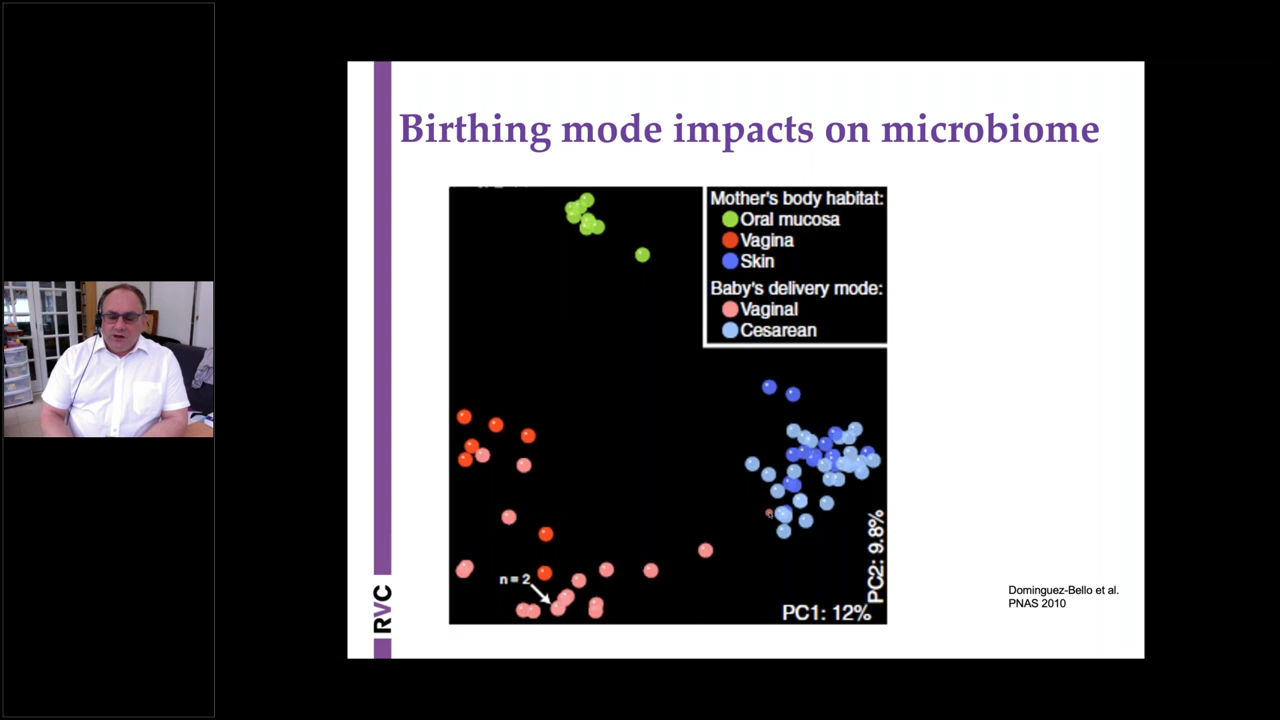 Birthing mode impacts on microbiome
Mother's body habitat:
Oral mucosa
Vagina
Skin
Baby's delivery mode:
Vaginal
Cesarean
n = 2
PC2: 9.8%
PC1: 12%
Dominguez-Bello et al.
PNAS 2010
RVC